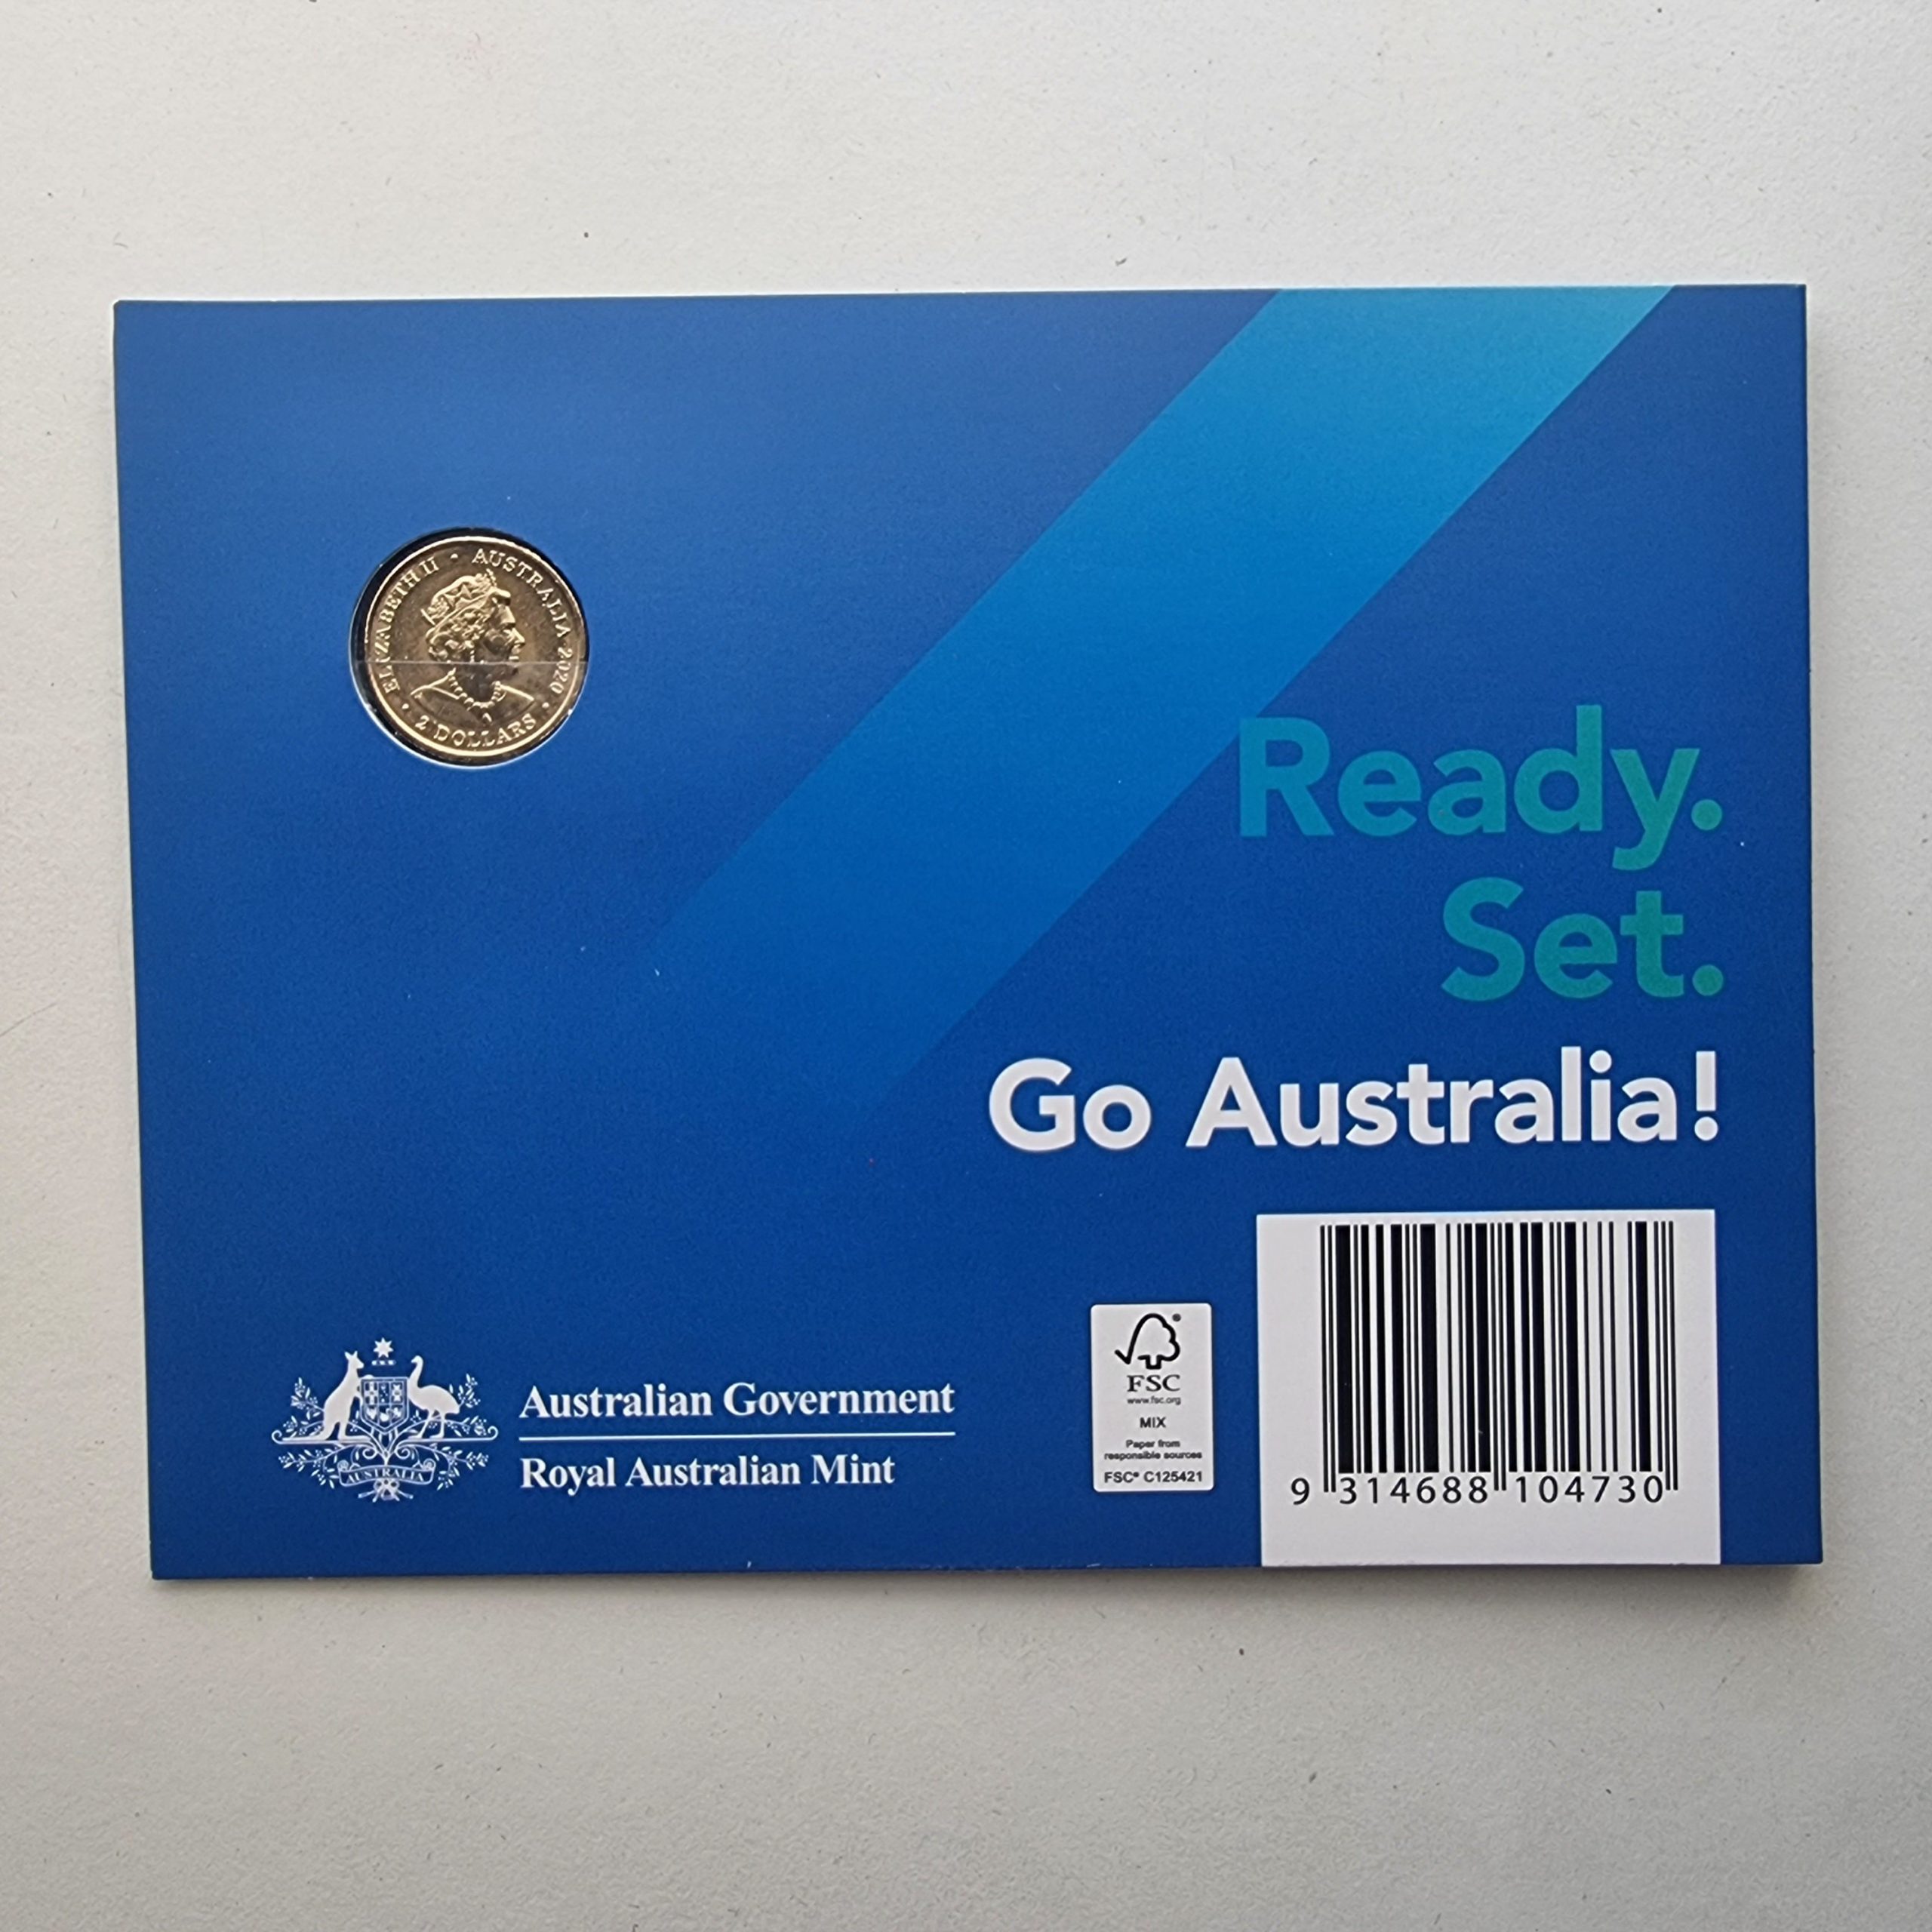 ELIZABETH II • AUSTRALIA 2020 •
2 DOLLARS •
Ready.
Set.
Go Australia!
AUSTRALIA
Australian Government
Royal Australian Mint
FSC
®
www.fsc.org
MIX
Paper from
responsible sources
FSC® C125421
9 314688 104730